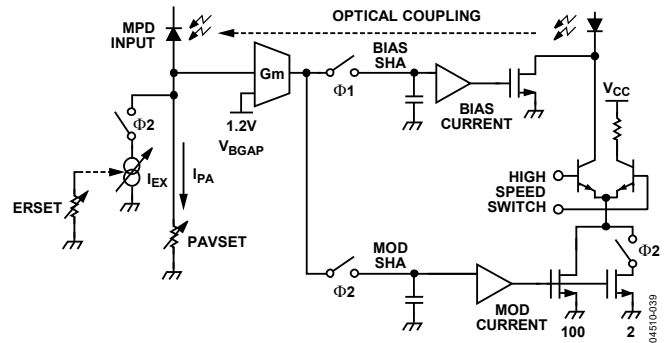 MPD
INPUT
OPTICAL COUPLING
VCC
Gm
BIAS
SHA
Φ1
BIAS
CURRENT
1.2V
VBGAP
Φ2
IEX
IPA
ERSET
PAVSET
HIGH
SPEED
SWITCH
MOD
SHA
Φ2
MOD
CURRENT
Φ2
100
2
04510-039